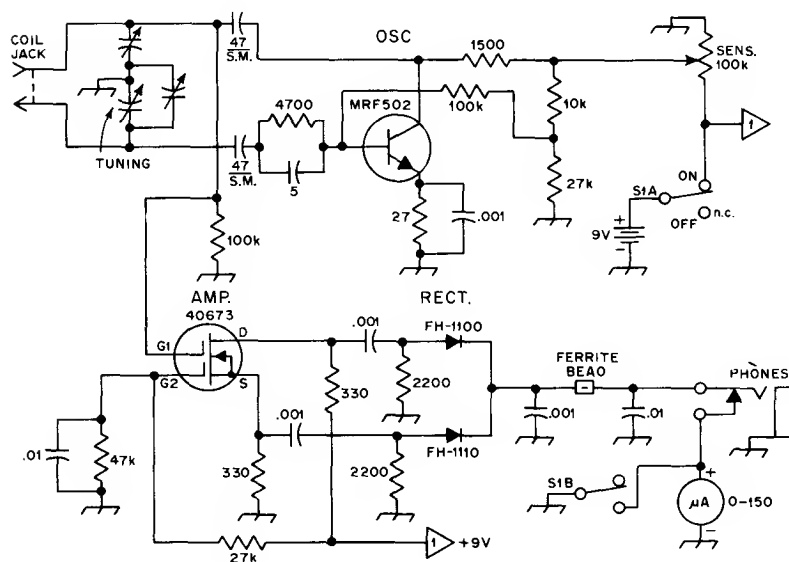 COIL
JACK
TUNING
47
S.M.
47
S.M.
4700
5
OSC
MRF502
1500
100k
10k
27k
27
.001
SENS.
100k
1
ON
S1A
OFF
n.c.
9V
+
-
100k
AMP.
40673
G1
G2
D
S
RECT.
.001
FH-1100
330
2200
.001
FH-1110
330
2200
.01
47k
27k
1
+9V
FERRITE
BEAD
.001
.01
PHONES
S1B
+
µA
0-150
-